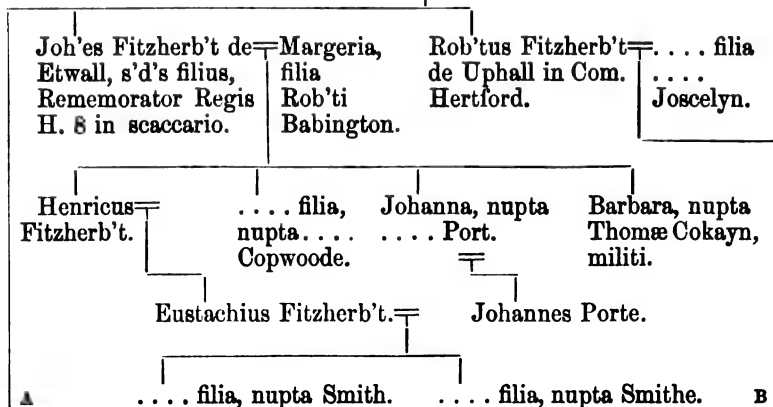 Joh'es Fitzherb't de
Etwall, s'd's filius,
Rememorator Regis
H. 8 in scaccario.
Margeria,
filia
Rob'ti
Babington.
Rob'tus Fitzherb't
de Uphall in Com.
Hertford.
. . . . filia
. . . .
Joscelyn.
Henricus
Fitzherb't.
. . . . filia,
nupta. . . .
Copwoode.
Johanna, nupta
. . . . Port.
Barbara, nupta
Thomæ Cokayn,
militi.
Eustachius Fitzherb't.
Johannes Porte.
A
. . . . filia, nupta Smith.
. . . . filia, nupta Smithe.
B